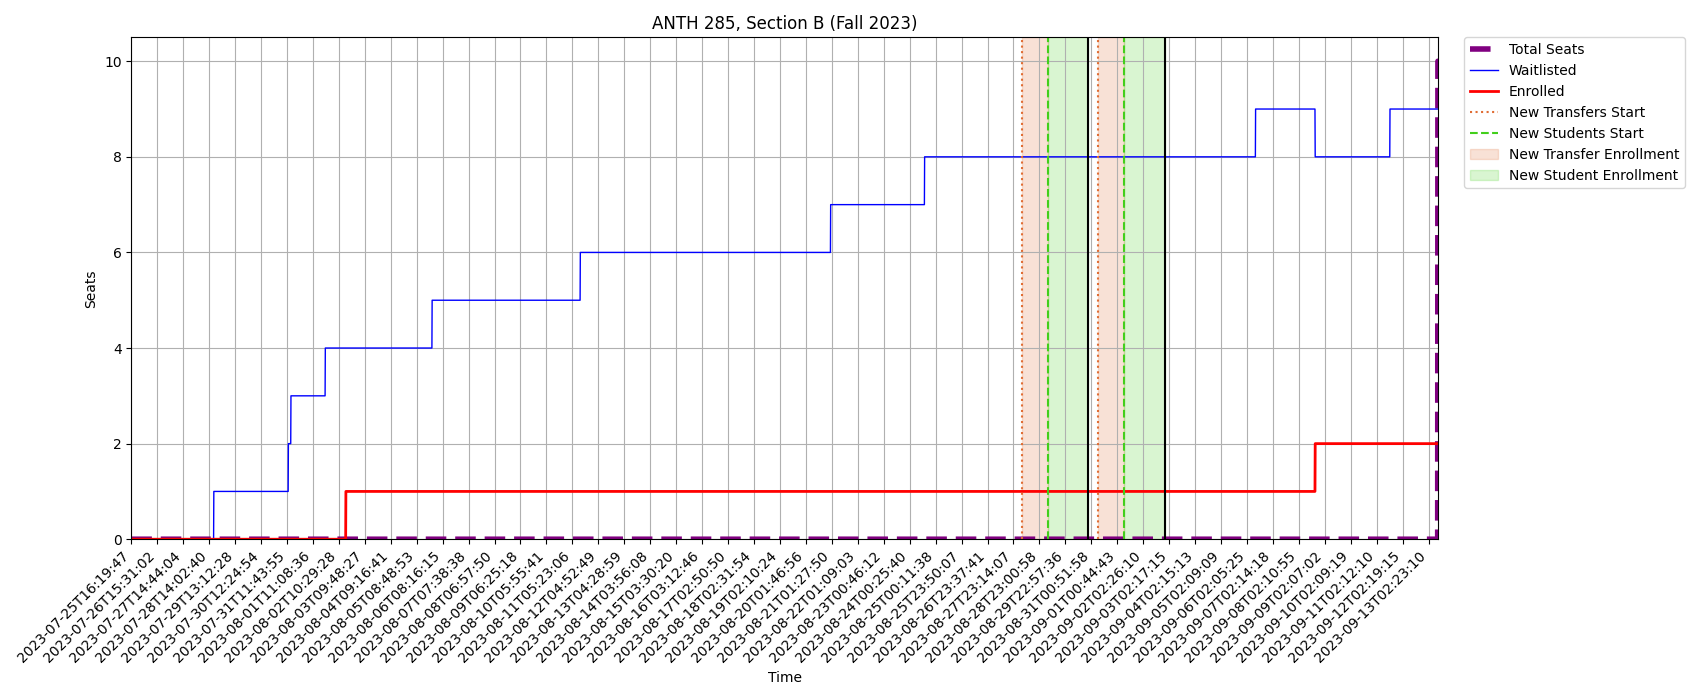 ANTH 285, Section B (Fall 2023)
Seats
10
8
6
4
2
0
2023-07-25T16:19:47
2023-07-26T15:31:02
2023-07-27T14:44:04
2023-07-28T14:02:40
2023-07-29T13:12:28
2023-07-30T12:24:54
2023-07-31T11:43:55
2023-08-01T11:08:36
2023-08-02T10:29:28
2023-08-03T09:48:27
2023-08-04T09:16:41
2023-08-05T08:48:53
2023-08-06T08:16:15
2023-08-07T07:38:38
2023-08-08T06:57:50
2023-08-09T06:25:18
2023-08-10T05:55:41
2023-08-11T05:23:06
2023-08-12T04:52:49
2023-08-13T04:28:59
2023-08-14T03:56:08
2023-08-15T03:30:20
2023-08-16T03:12:46
2023-08-17T02:50:50
2023-08-18T02:31:54
2023-08-19T02:10:24
2023-08-20T01:46:56
2023-08-21T01:27:50
2023-08-22T01:09:03
2023-08-23T00:46:12
2023-08-24T00:25:40
2023-08-25T00:11:38
2023-08-25T23:50:07
2023-08-26T23:37:41
2023-08-27T23:14:07
2023-08-28T23:00:58
2023-08-29T22:57:36
2023-08-31T00:51:58
2023-09-01T00:44:43
2023-09-02T02:26:10
2023-09-03T02:17:15
2023-09-04T02:15:13
2023-09-05T02:09:09
2023-09-06T02:05:25
2023-09-07T02:14:18
2023-09-08T02:10:55
2023-09-09T02:07:02
2023-09-10T02:09:19
2023-09-11T02:12:10
2023-09-12T02:19:15
2023-09-13T02:23:10
Time
Total Seats
Waitlisted
Enrolled
New Transfers Start
New Students Start
New Transfer Enrollment
New Student Enrollment